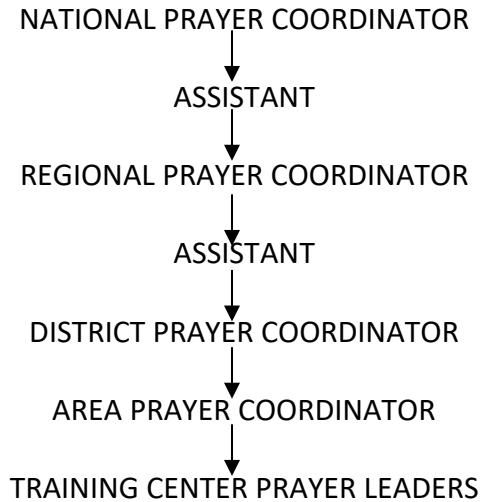 NATIONAL PRAYER COORDINATOR
ASSISTANT
REGIONAL PRAYER COORDINATOR
ASSISTANT
DISTRICT PRAYER COORDINATOR
AREA PRAYER COORDINATOR
TRAINING CENTER PRAYER LEADERS